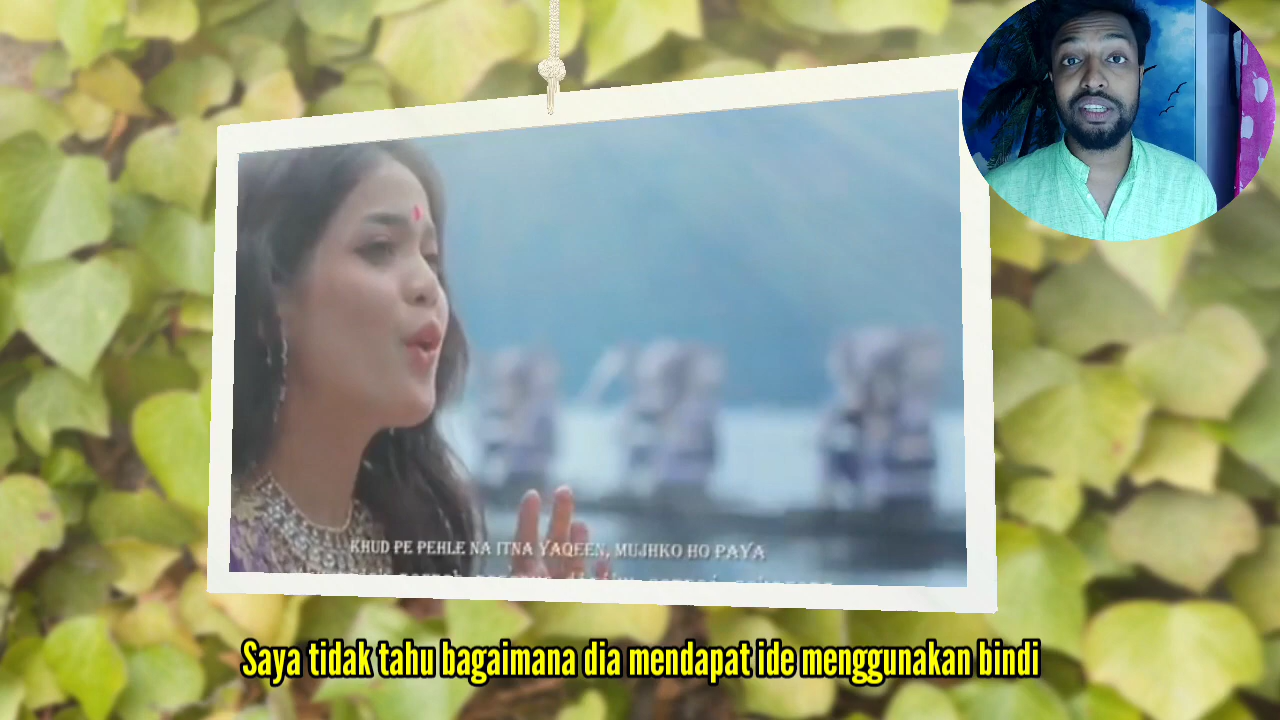 KHUD PE PEHLE NA ITNA YAQEEN, MUJHKO HO PAYA
Saya tidak tahu bagaimana dia mendapat ide menggunakan bindi